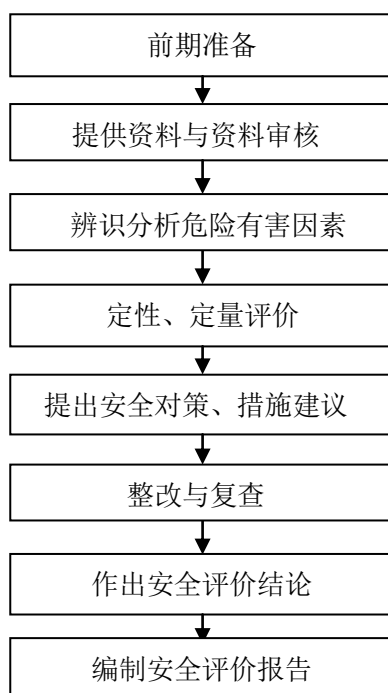 前期准备
提供资料与资料审核
辨识分析危险有害因素
定性、定量评价
提出安全对策、措施建议
整改与复查
作出安全评价结论
编制安全评价报告